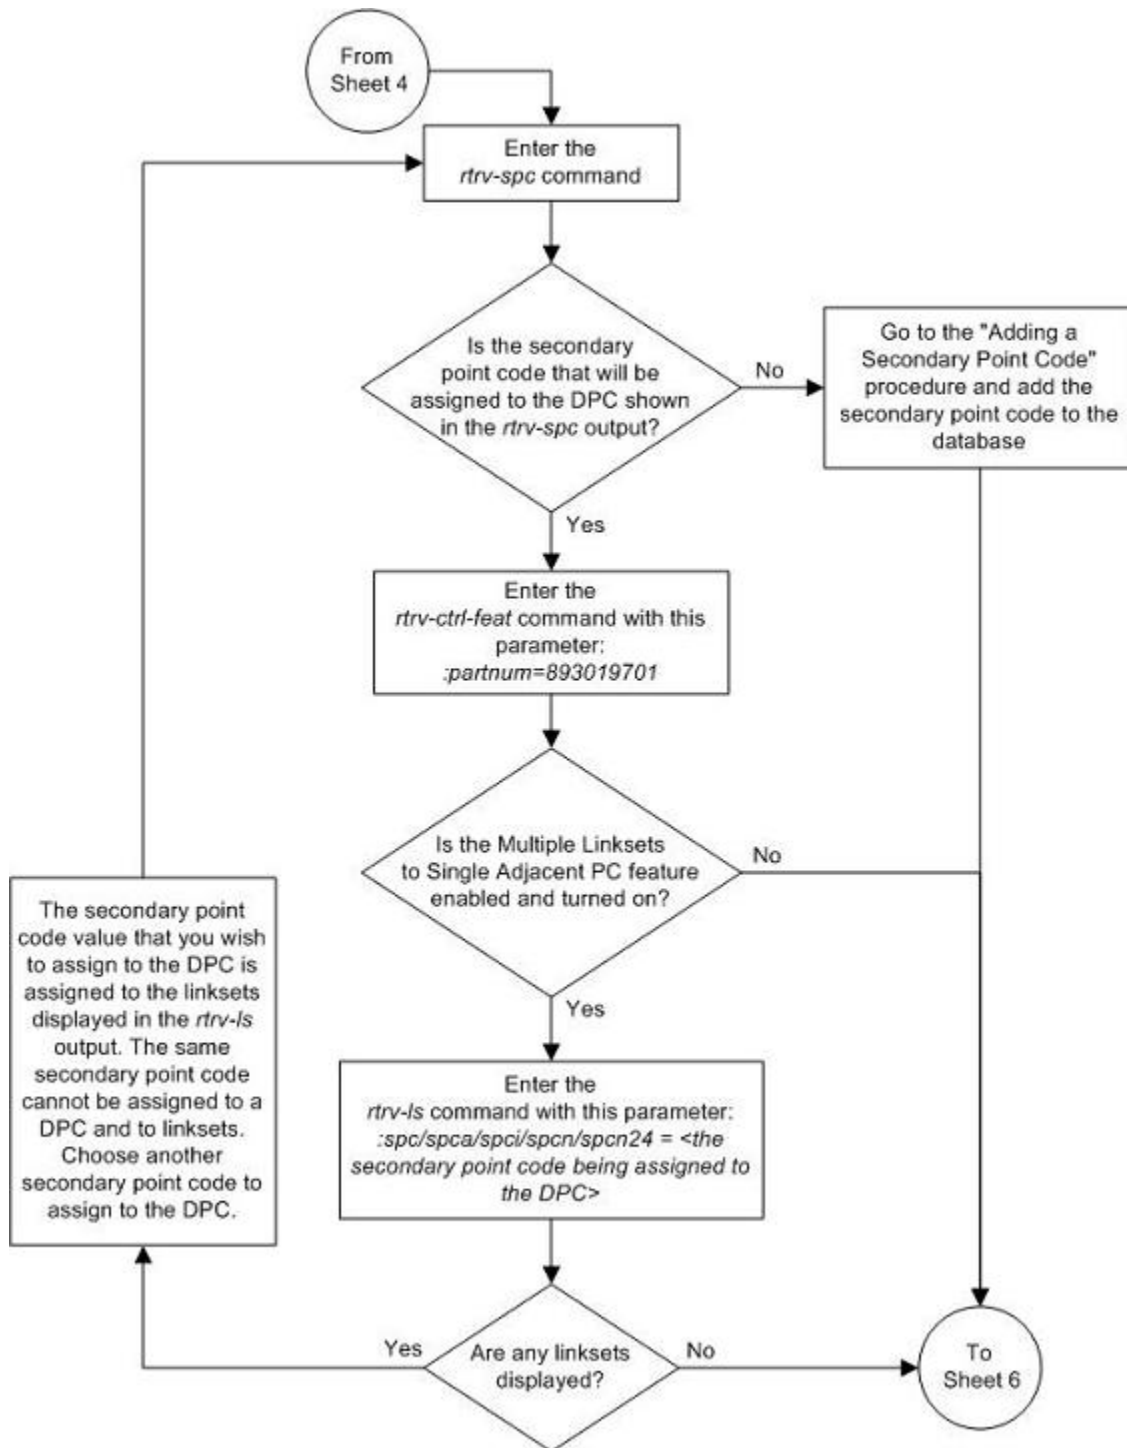 From
Sheet 4
Enter the
rtrv-spc command
Is the secondary
point code that will be
assigned to the DPC shown
in the rtrv-spc output?
No
Go to the "Adding a
Secondary Point Code"
procedure and add the
secondary point code to the
database
Yes
Enter the
rtrv-ctrl-feat command with this
parameter:
:partnum=893019701
Is the Multiple Linksets
to Single Adjacent PC feature
enabled and turned on?
No
Yes
The secondary point
code value that you wish
to assign to the DPC is
assigned to the linksets
displayed in the rtrv-ls
output. The same
secondary point code
cannot be assigned to a
DPC and to linksets.
Choose another
secondary point code to
assign to the DPC.
Enter the
rtrv-ls command with this parameter:
:spc/spca/spci/spcn/spcn24 = <the
secondary point code being assigned to
the DPC>
Yes
Are any linksets
displayed?
No
To
Sheet 6